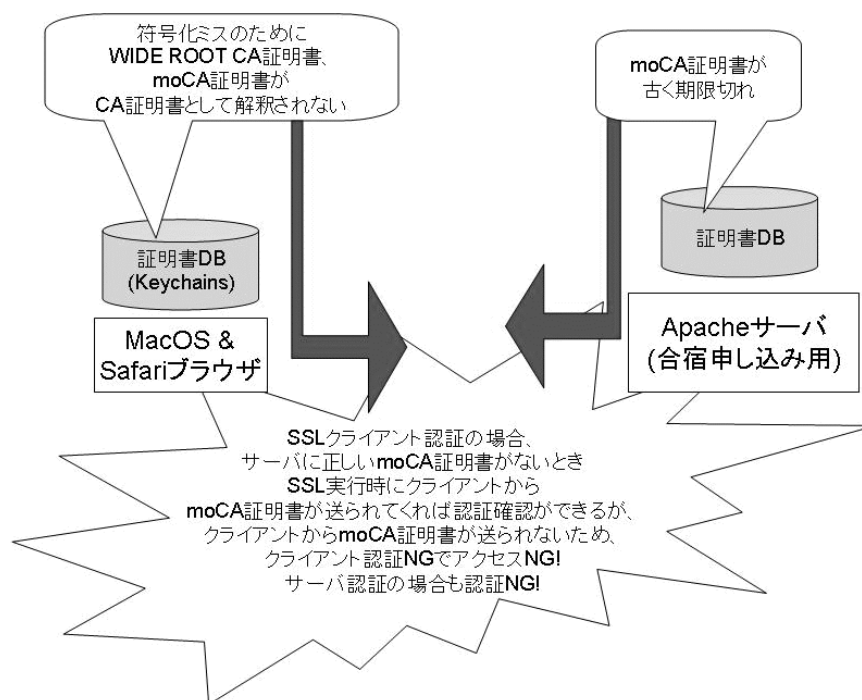 符号化ミスのために
WIDE ROOT CA証明書、
moCA証明書が
CA証明書として解釈されない
moCA証明書が
古く期限切れ
証明書DB
(Keychains)
証明書DB
MacOS &
Safariブラウザ
Apacheサーバ
(合宿申し込み用)
SSLクライアント認証の場合、
サーバに正しいmoCA証明書がないとき
SSL実行時にクライアントから
moCA証明書が送られてくれば認証確認ができるが、
クライアントからmoCA証明書が送られないため、
クライアント認証NGでアクセスNG!
サーバ認証の場合も認証NG!